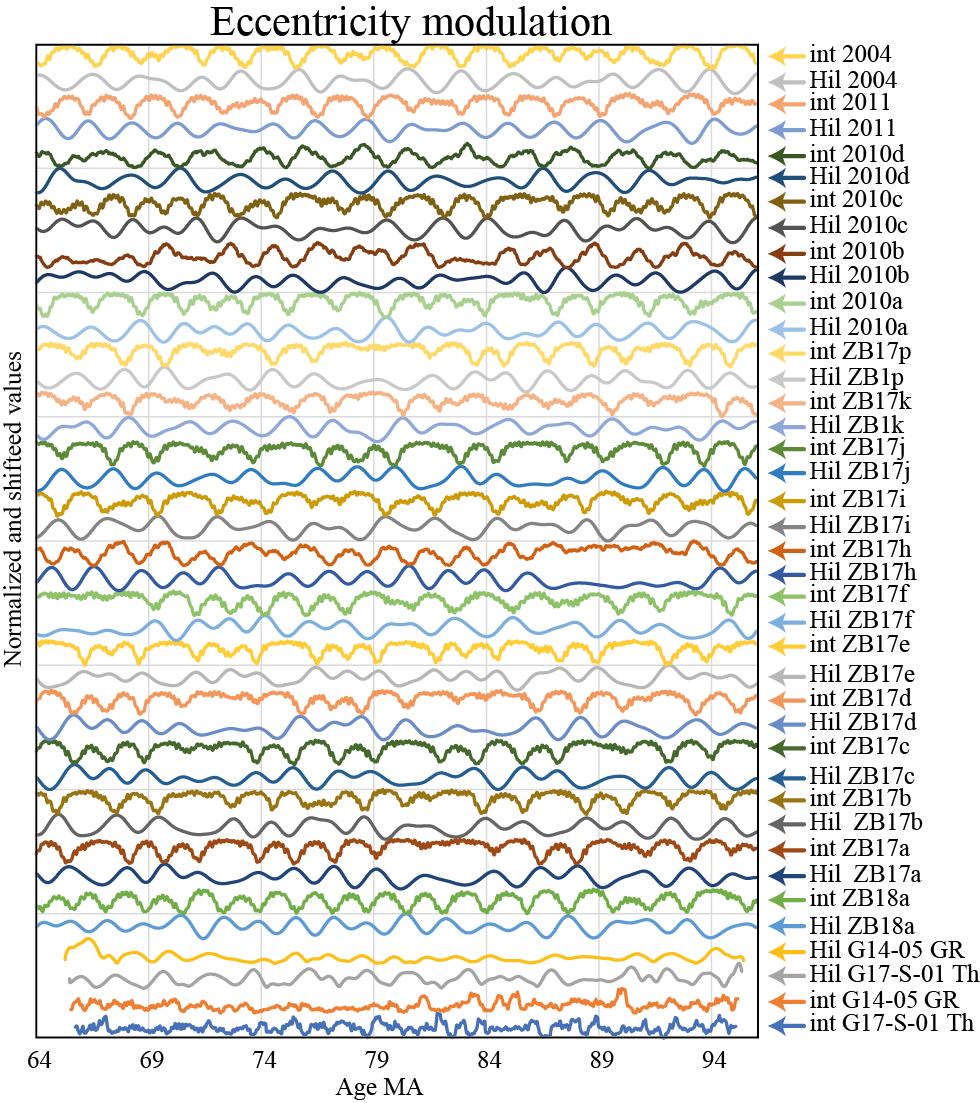 Eccentricity modulation
int 2004
Hil 2004
int 2011
Hil 2011
int 2010d
Hil 2010d
int 2010c
Hil 2010c
int 2010b
Hil 2010b
int 2010a
Hil 2010a
int ZB17p
Hil ZB1p
int ZB17k
Hil ZB1k
int ZB17j
Hil ZB17j
int ZB17i
Hil ZB17i
int ZB17h
Hil ZB17h
int ZB17f
Hil ZB17f
int ZB17e
Hil ZB17e
int ZB17d
Hil ZB17d
int ZB17c
Hil ZB17c
int ZB17b
Hil ZB17b
int ZB17a
Hil ZB17a
int ZB18a
Hil ZB18a
Hil G14-05 GR
Hil G17-S-01 Th
int G14-05 GR
int G17-S-01 Th
Normalized and shifteed values
64 69 74 79 84 89 94
Age MA